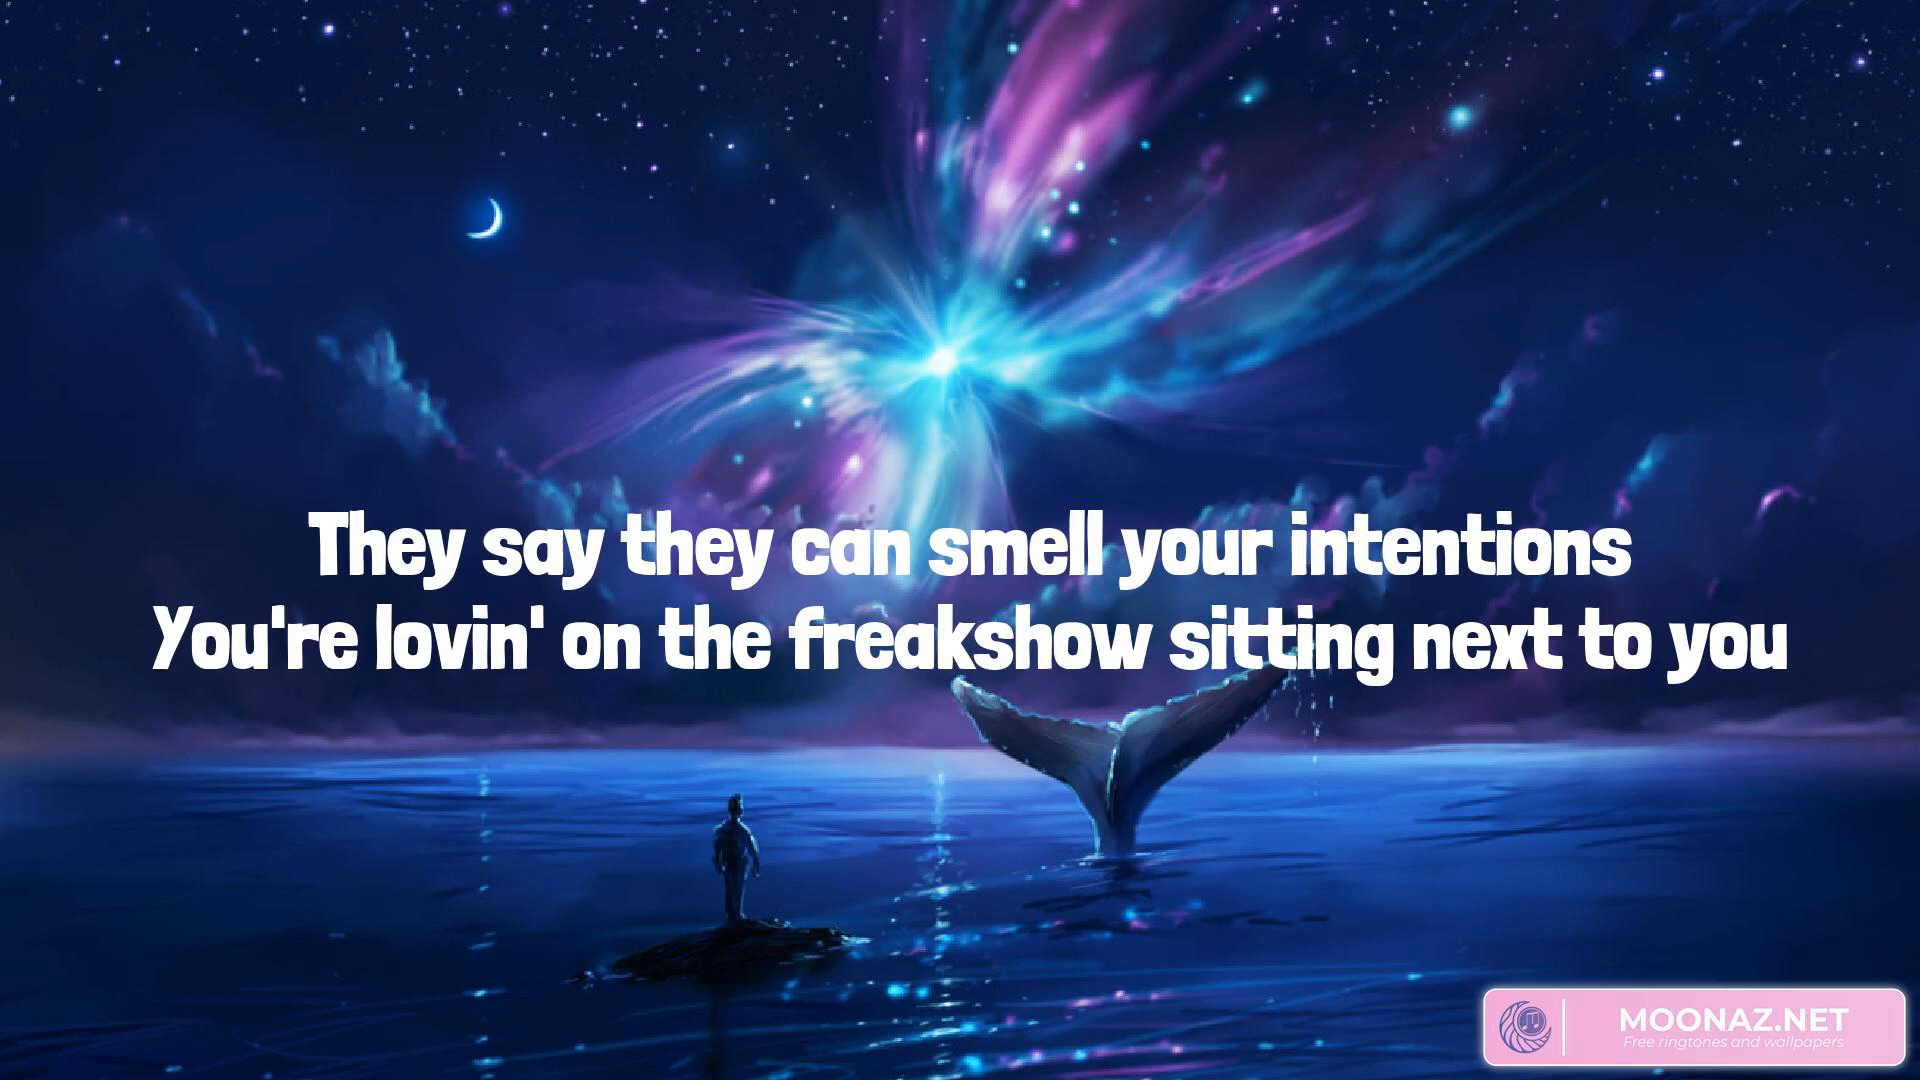 They say they can smell your intentions
You're lovin' on the freakshow sitting next to you
MOONAZ.NET
Free ringtones and wallpapers